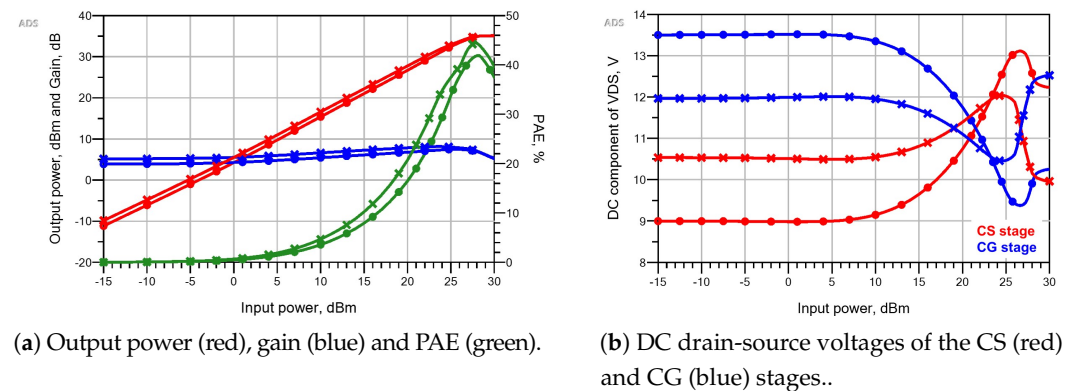 ADS
Output power, dBm and Gain, dB
40
30
20
10
0
-10
-20
50
40
30
20
10
0
PAE, %
-15 -10 -5 0 5 10 15 20 25 30
Input power, dBm
(a) Output power (red), gain (blue) and PAE (green).
ADS
DC component of VDS, V
14
13
12
11
10
9
8
CS stage
CG stage
-15 -10 -5 0 5 10 15 20 25 30
Input power, dBm
(b) DC drain-source voltages of the CS (red)
and CG (blue) stages..